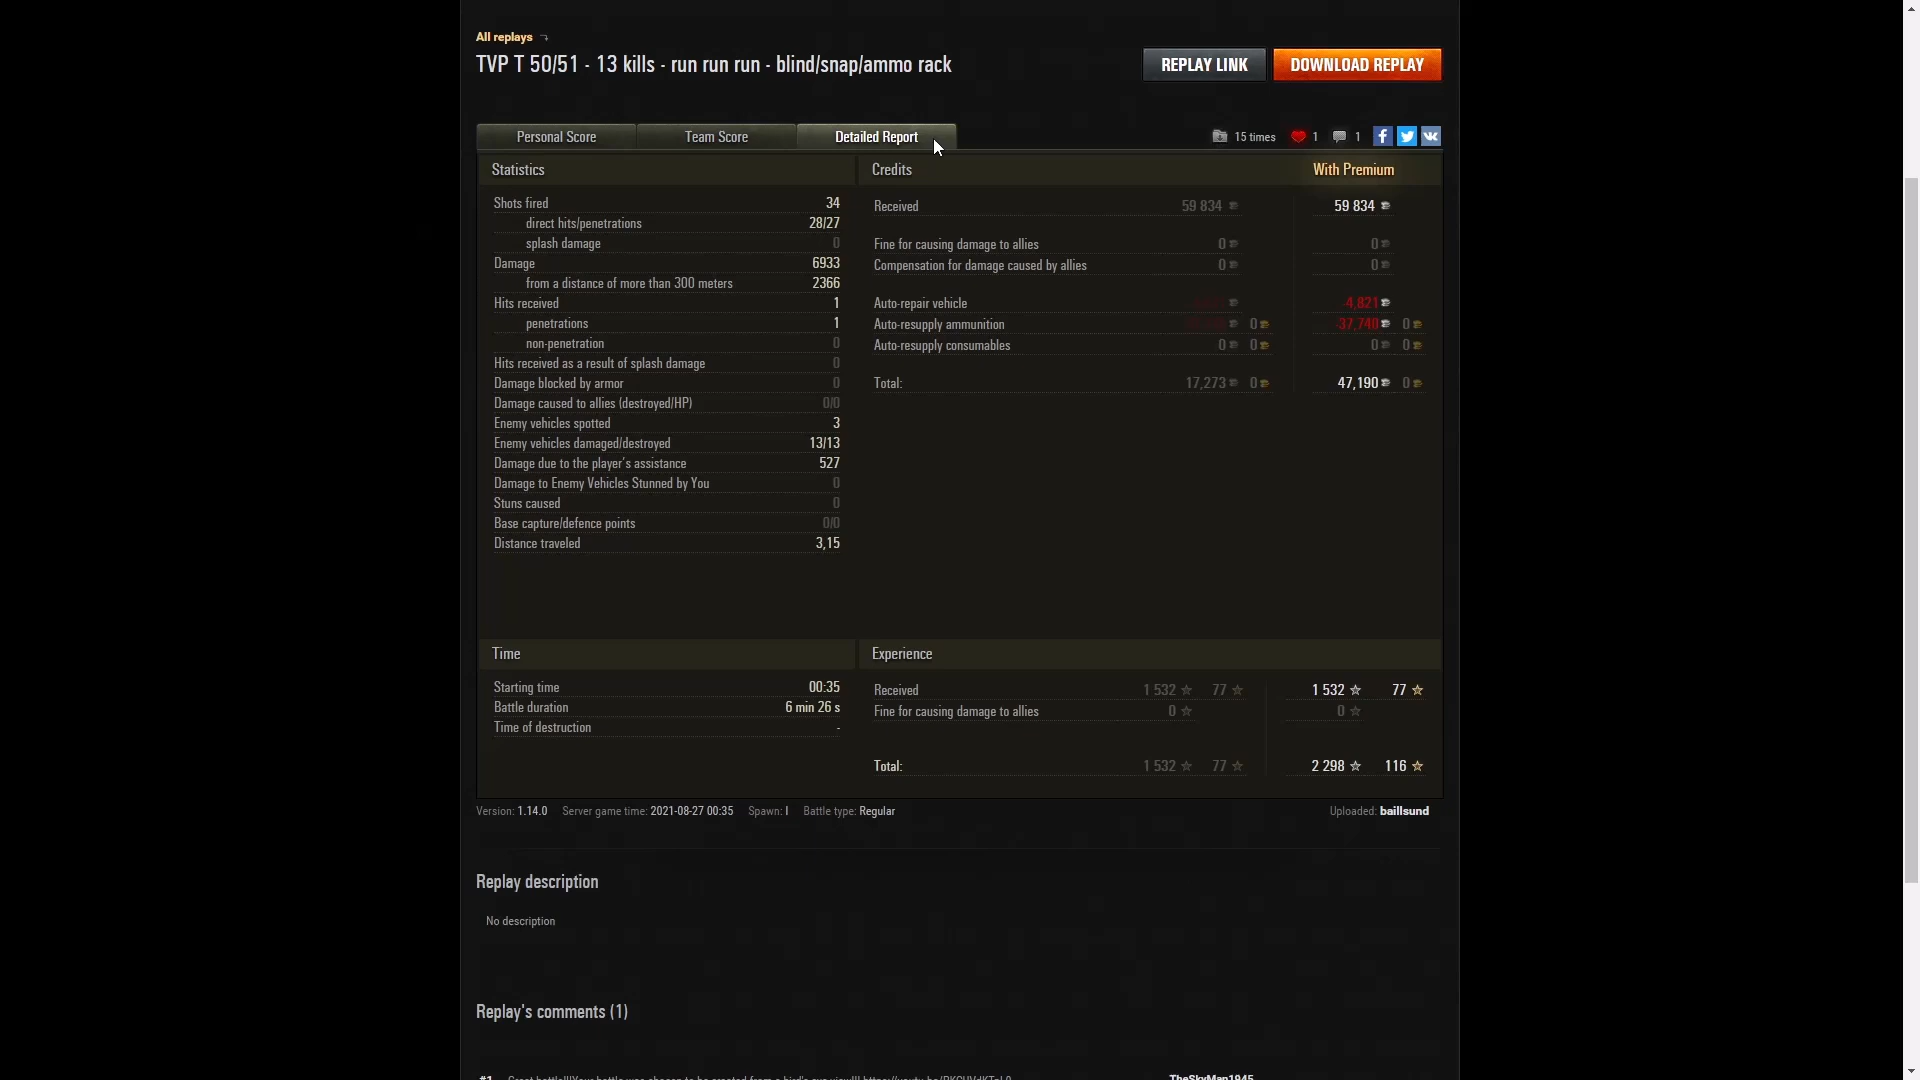 All replays
TVP T 50/51 - 13 kills - run run run - blind/snap/ammo rack
REPLAY LINK
DOWNLOAD REPLAY
Personal Score
Team Score
Detailed Report
15 times
1
1
Statistics
Shots fired 34
direct hits/penetrations 28/27
splash damage 0
Damage 6933
from a distance of more than 300 meters 2366
Hits received 1
penetrations 1
non-penetration 0
Hits received as a result of splash damage 0
Damage blocked by armor 0
Damage caused to allies (destroyed/HP) 0/0
Enemy vehicles spotted 3
Enemy vehicles damaged/destroyed 13/13
Damage due to the player's assistance 527
Damage to Enemy Vehicles Stunned by You 0
Stuns caused 0
Base capture/defence points 0/0
Distance traveled 3,15
Credits With Premium
Received 59 834 59 834
Fine for causing damage to allies 0 0
Compensation for damage caused by allies 0 0
Auto-repair vehicle -4,821
Auto-resupply ammunition 0 -37,740 0
Auto-resupply consumables 0 0 0 0
Total: 17,273 0 47,190 0
Time
Starting time 00:35
Battle duration 6 min 26 s
Time of destruction -
Experience
Received 1 532 77 1 532 77
Fine for causing damage to allies 0 0
Total: 1 532 77 2 298 116
Version: 1.14.0 Server game time: 2021-08-27 00:35 Spawn: I Battle type: Regular
Uploaded: baillsund
Replay description
No description
Replay's comments (1)
#1 TheSkyMan1945